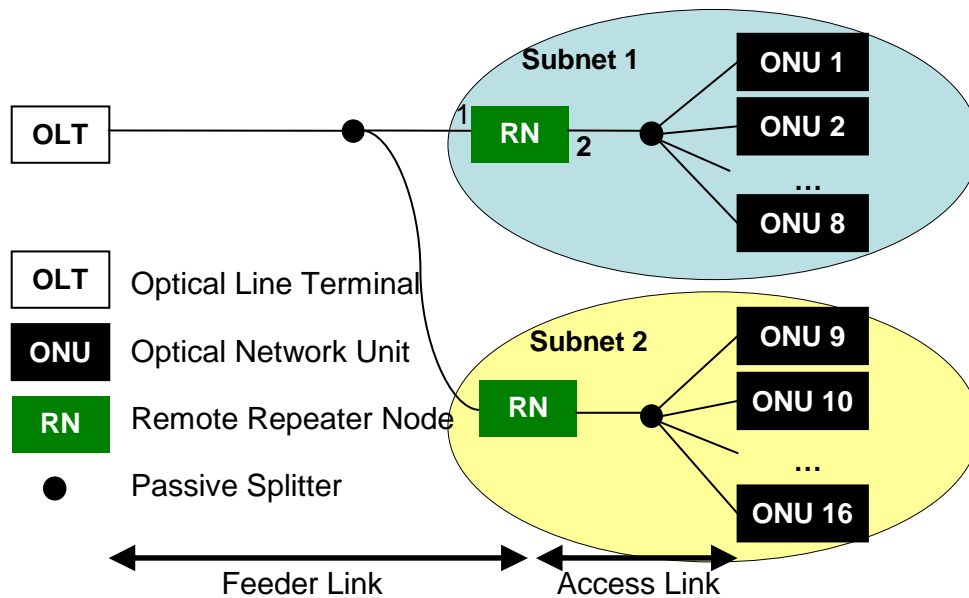 Subnet 1
ONU 1
OLT
1
RN
2
ONU 2
...
ONU 8
OLT
Optical Line Terminal
ONU
Optical Network Unit
RN
Remote Repeater Node
Passive Splitter
Subnet 2
ONU 9
RN
ONU 10
...
ONU 16
Feeder Link
Access Link